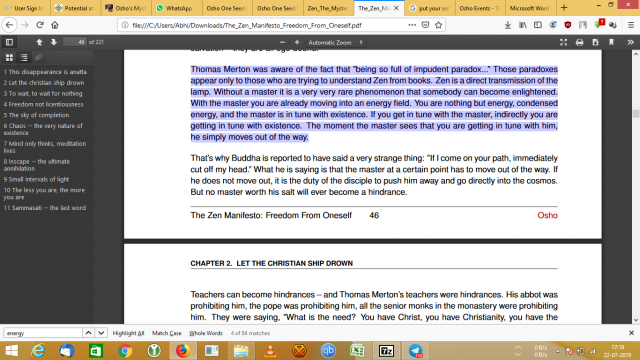 User Sign In
Potential at
Osho's Myst
WhatsApp
Osho One Seed
Zen_The_Myste
The_Zen_Manif
Osho One Seed
put your self
Osho Events - T
Microsoft Word
file:///C:/Users/Abhi/Downloads/The_Zen_Manifesto_Freedom_From_Oneself.pdf
Search
46 of 221
Automatic Zoom
1 This disappearance is anatta
2 Let the christian ship drown
3 To wait, to wait for nothing
4 Freedom not licentiousness
5 The sky of completion
6 Chaos -- the very nature of existence
7 Mind only thinks, meditation lives
8 Inscape -- the ultimate annihilation
9 Small intervals of light
10 The less you are, the more you are
11 Sammasati -- the last word
Thomas Merton was aware of the fact that "being so full of impudent paradox..." Those paradoxes
appear only to those who are trying to understand Zen from books. Zen is a direct transmission of the
lamp. Without a master it is a very very rare phenomenon that somebody can become enlightened.
With the master you are already moving into an energy field. You are nothing but energy, condensed
energy, and the master is in tune with existence. If you get in tune with the master, indirectly you are
getting in tune with existence. The moment the master sees that you are getting in tune with him,
he simply moves out of the way.
That's why Buddha is reported to have said a very strange thing: "If I come on your path, immediately
cut off my head." What he is saying is that the master at a certain point has to move out of the way. If
he does not move out, it is the duty of the disciple to push him away and go directly into the cosmos.
But no master worth his salt will ever become a hindrance.
The Zen Manifesto: Freedom From Oneself 46 Osho
CHAPTER 2. LET THE CHRISTIAN SHIP DROWN
Teachers can become hindrances – and Thomas Merton's teachers were hindrances. His abbot was
prohibiting him, the pope was prohibiting him, all the senior monks in the monastery were prohibiting
him. They were saying, "What is the need? You have Christ, you have Christianity, you have the
energy
Highlight All Match Case Whole Words 4 of 84 matches
0 B/s
0 B/s
17:18
22-07-2019